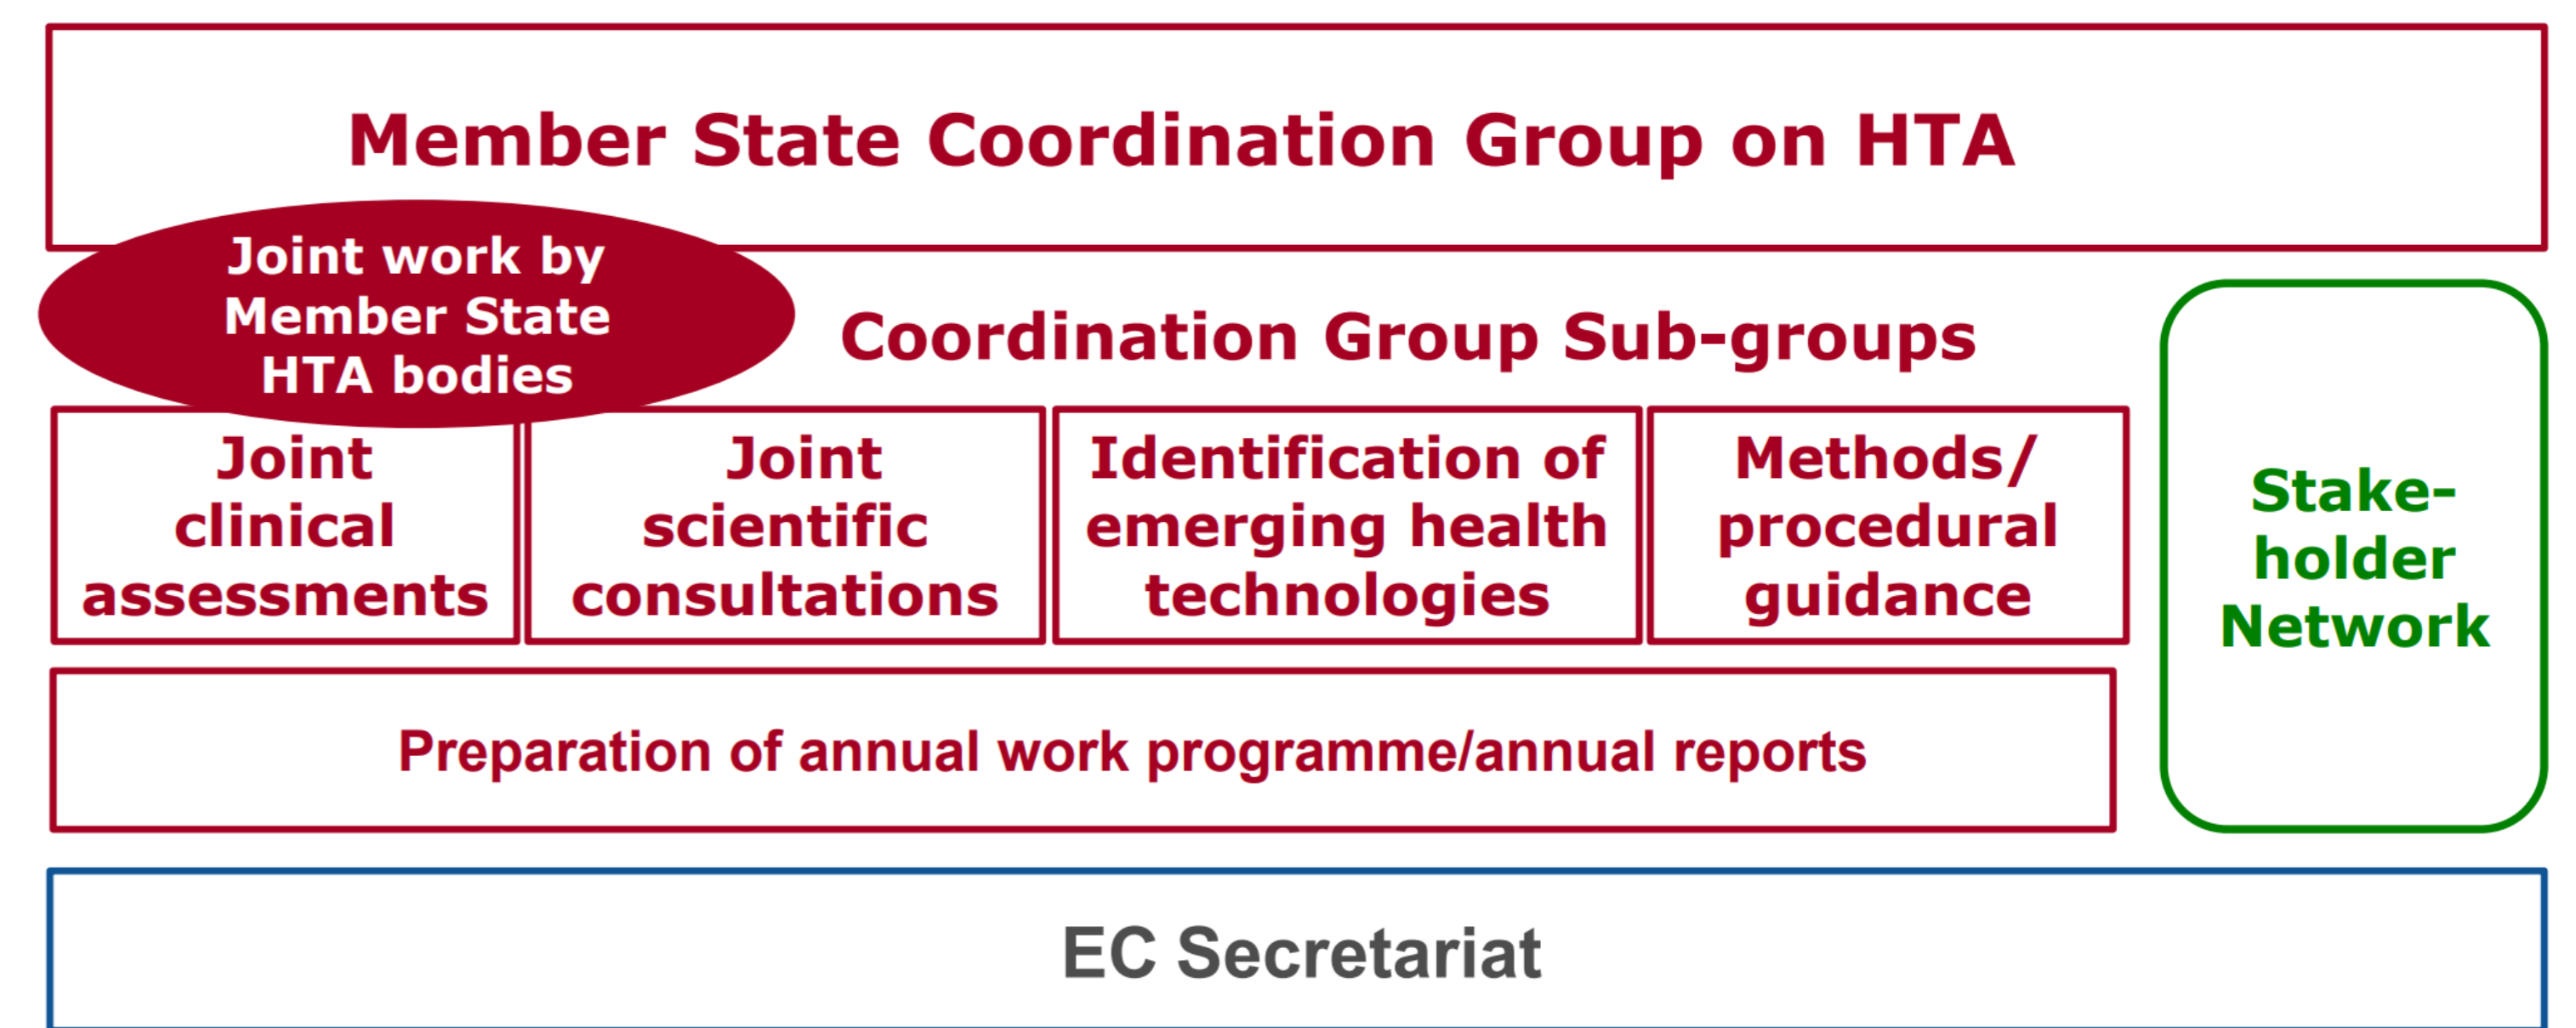 Member State Coordination Group on HTA
Joint work by
Member State
HTA bodies
Coordination Group Sub-groups
Joint
clinical
assessments
Joint
scientific
consultations
Identification of
emerging health
technologies
Methods/
procedural
guidance
Stake-
holder
Network
Preparation of annual work programme/annual reports
EC Secretariat